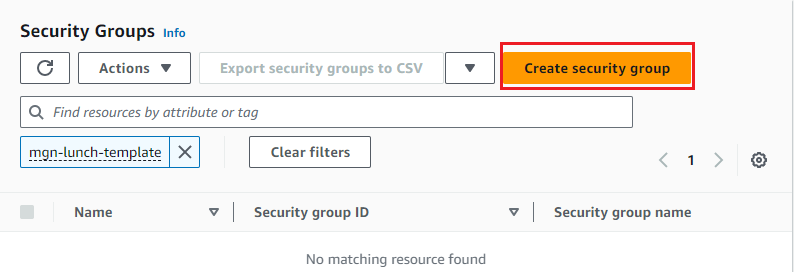 Security Groups Info
Actions Export security groups to CSV Create security group
Find resources by attribute or tag
mgn-lunch-template Clear filters 1
Name Security group ID Security group name
No matching resource found